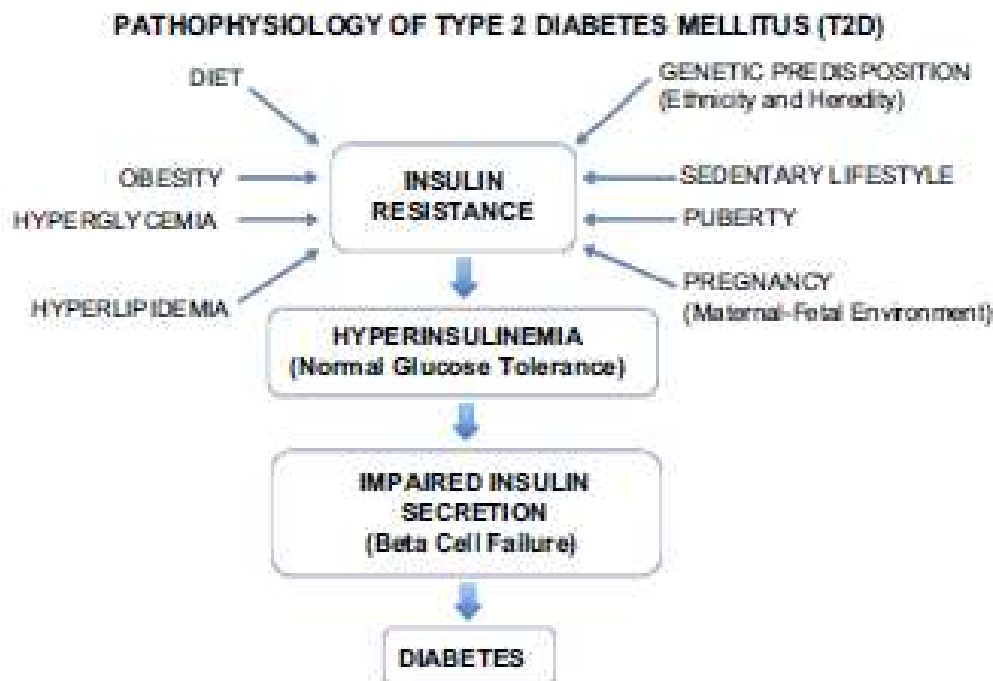 PATHOPHYSIOLOGY OF TYPE 2 DIABETES MELLITUS (T2D)
DIET
GENETIC PREDISPOSITION
(Ethnicity and Heredity)
OBESITY
INSULIN
RESISTANCE
SEDENTARY LIFESTYLE
HYPERGLYCEMIA
PUBERTY
HYPERLIPIDEMIA
PREGNANCY
(Maternal-Fetal Environment)
HYPERINSULINEMIA
(Normal Glucose Tolerance)
IMPAIRED INSULIN
SECRETION
(Beta Cell Failure)
DIABETES